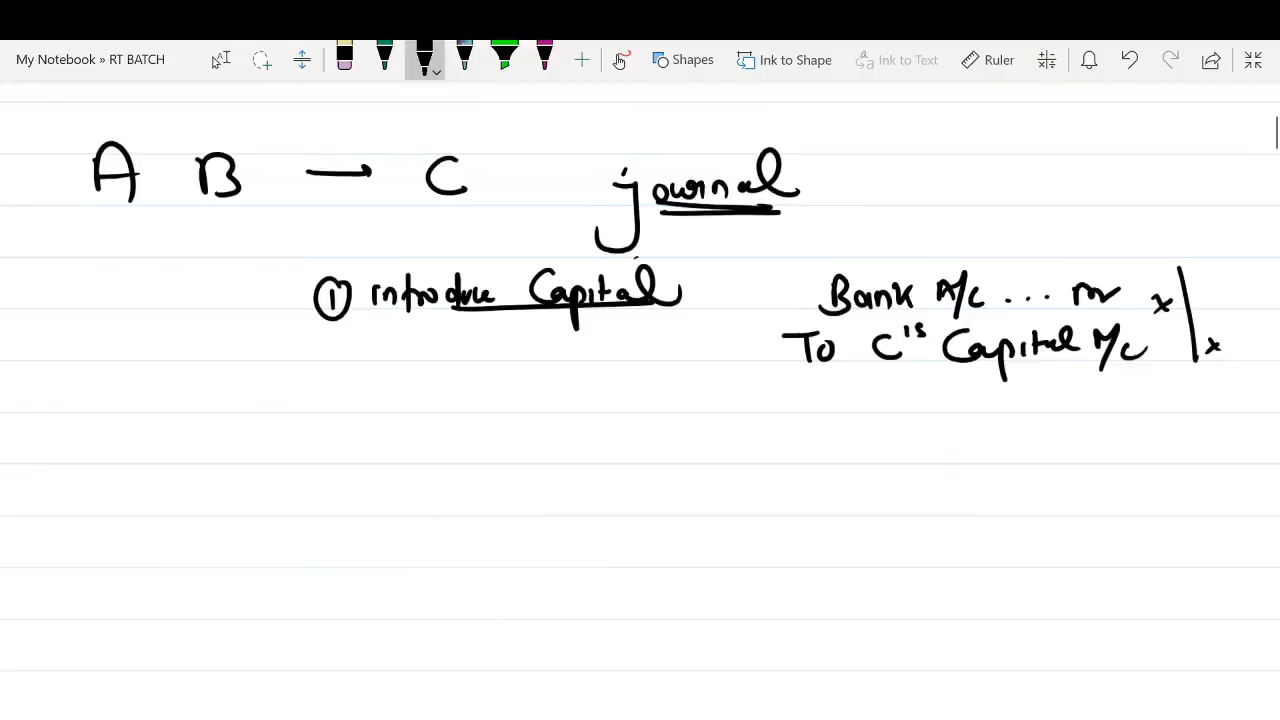 My Notebook » RT BATCH
Shapes
Ink to Shape
Ink to Text
Ruler
A B → C journal
① introduce Capital
Bank A/c ... Dr x
To C's Capital A/c x